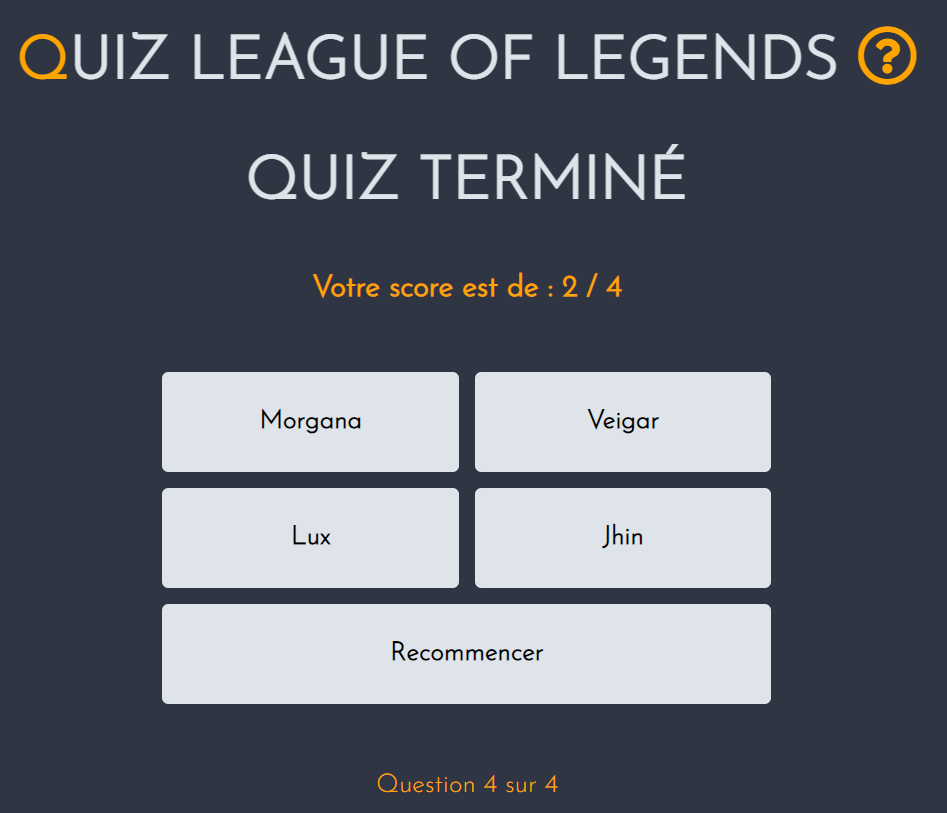 QUIZ LEAGUE OF LEGENDS ?
QUIZ TERMINÉ
Votre score est de : 2 / 4
Morgana
Veigar
Lux
Jhin
Recommencer
Question 4 sur 4